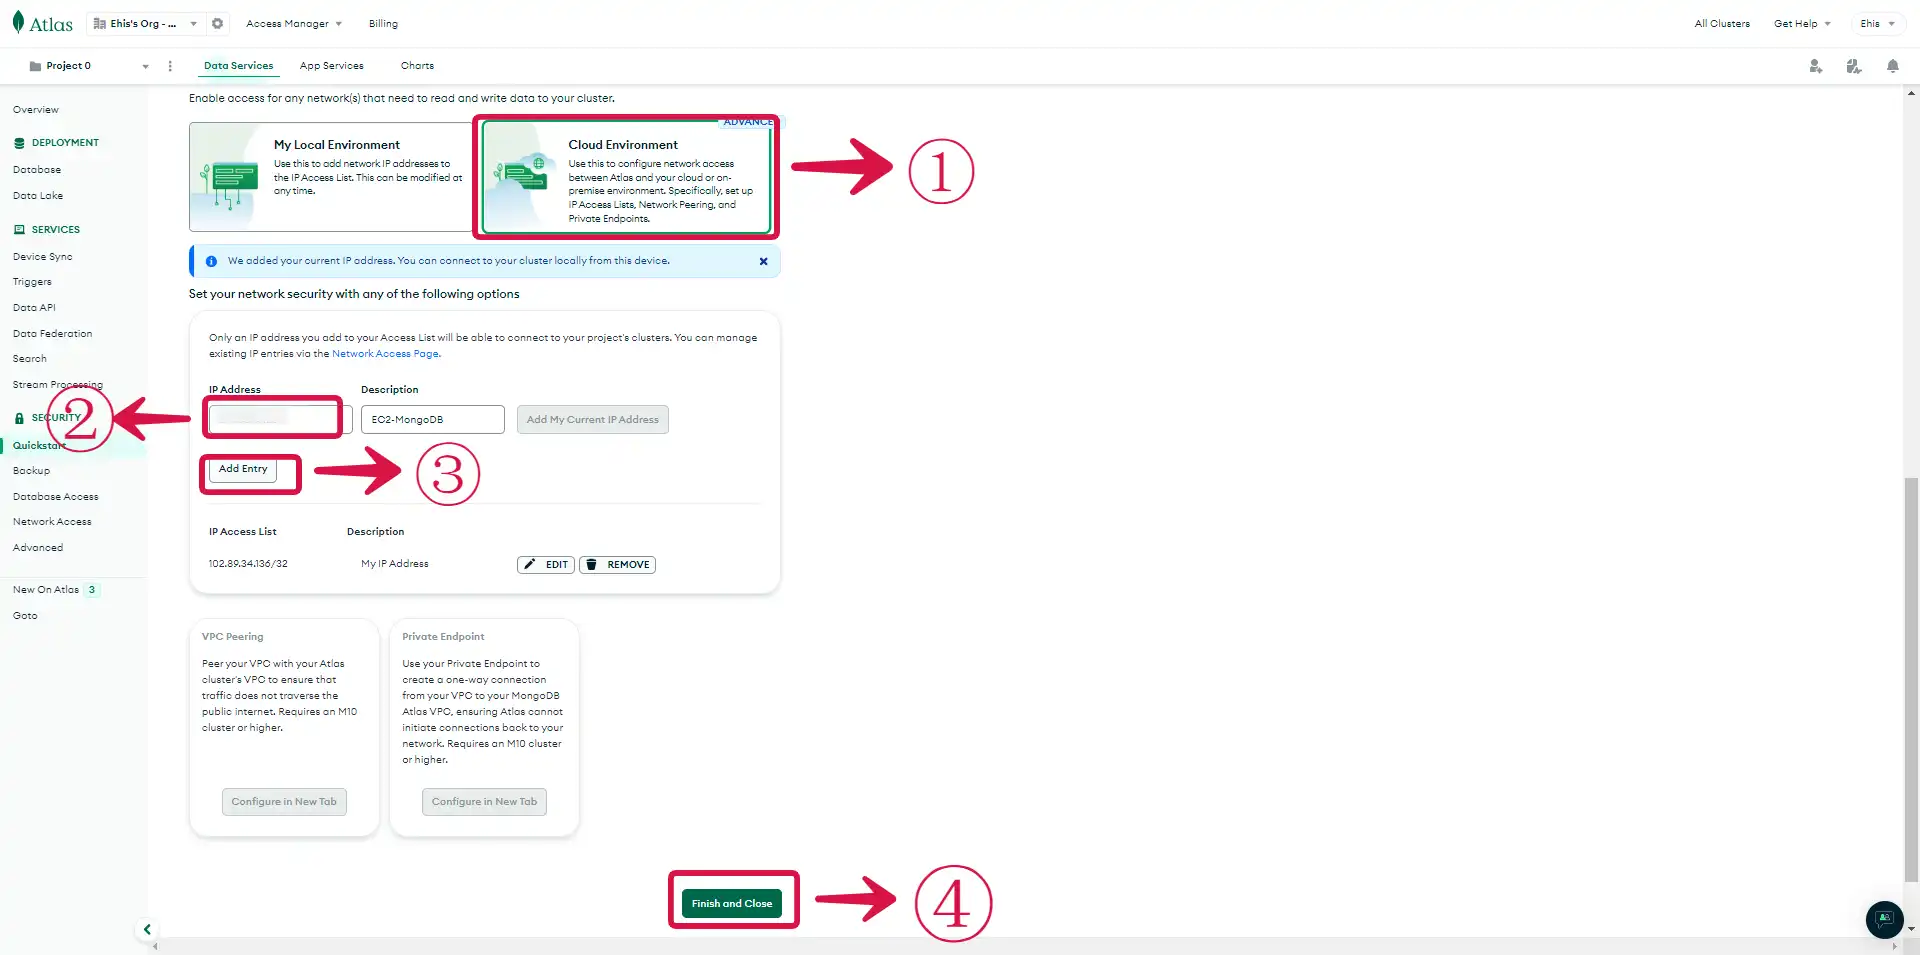 Atlas
Ehis's Org - ...
Access Manager
Billing
All Clusters
Get Help
Ehis
Project 0
Data Services
App Services
Charts
Overview
DEPLOYMENT
Database
Data Lake
SERVICES
Device Sync
Triggers
Data API
Data Federation
Search
Stream Processing
SECURITY
Quickstart
Backup
Database Access
Network Access
Advanced
New On Atlas 3
Goto
Enable access for any network(s) that need to read and write data to your cluster.
My Local Environment
Use this to add network IP addresses to
the IP Access List. This can be modified at
any time.
ADVANCE
Cloud Environment
Use this to configure network access
between Atlas and your cloud or on-
premise environment. Specifically, set up
IP Access Lists, Network Peering, and
Private Endpoints.
1
We added your current IP address. You can connect to your cluster locally from this device.
Set your network security with any of the following options
Only an IP address you add to your Access List will be able to connect to your project's clusters. You can manage
existing IP entries via the Network Access Page.
IP Address
Description
2
EC2-MongoDB
Add My Current IP Address
Add Entry
3
IP Access List
Description
102.89.34.136/32
My IP Address
EDIT
REMOVE
VPC Peering
Peer your VPC with your Atlas
cluster's VPC to ensure that
traffic does not traverse the
public internet. Requires an M10
cluster or higher.
Configure in New Tab
Private Endpoint
Use your Private Endpoint to
create a one-way connection
from your VPC to your MongoDB
Atlas VPC, ensuring Atlas cannot
initiate connections back to your
network. Requires an M10 cluster
or higher.
Configure in New Tab
Finish and Close
4